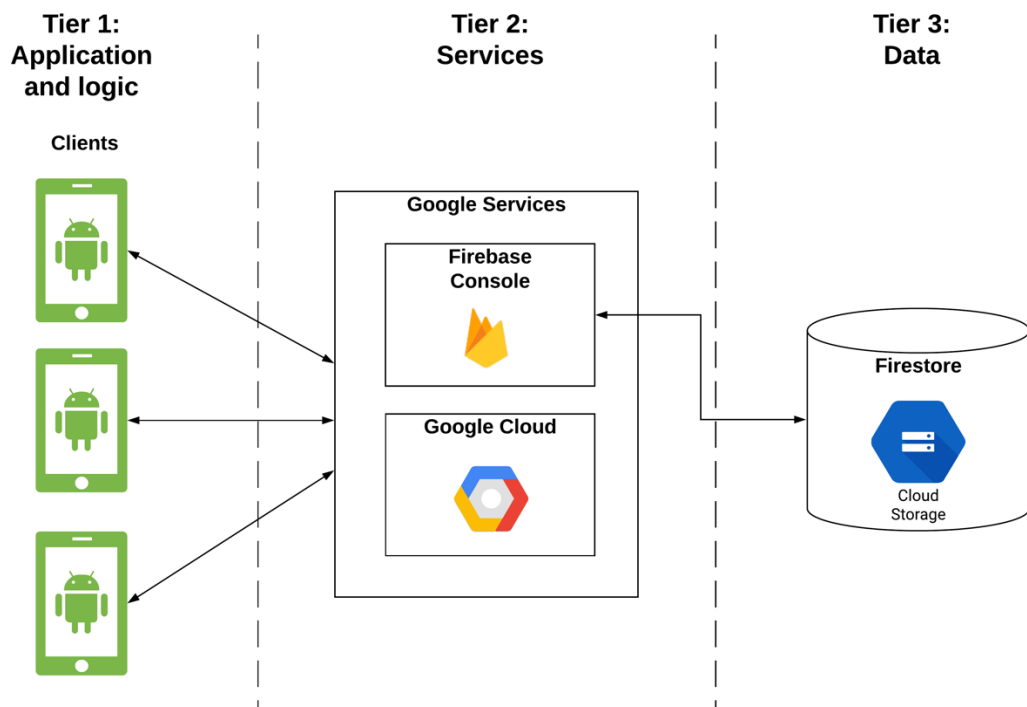 Tier 1:
Application
and logic
Tier 2:
Services
Tier 3:
Data
Clients
Google Services
Firebase
Console
Google Cloud
Firestore
Cloud
Storage